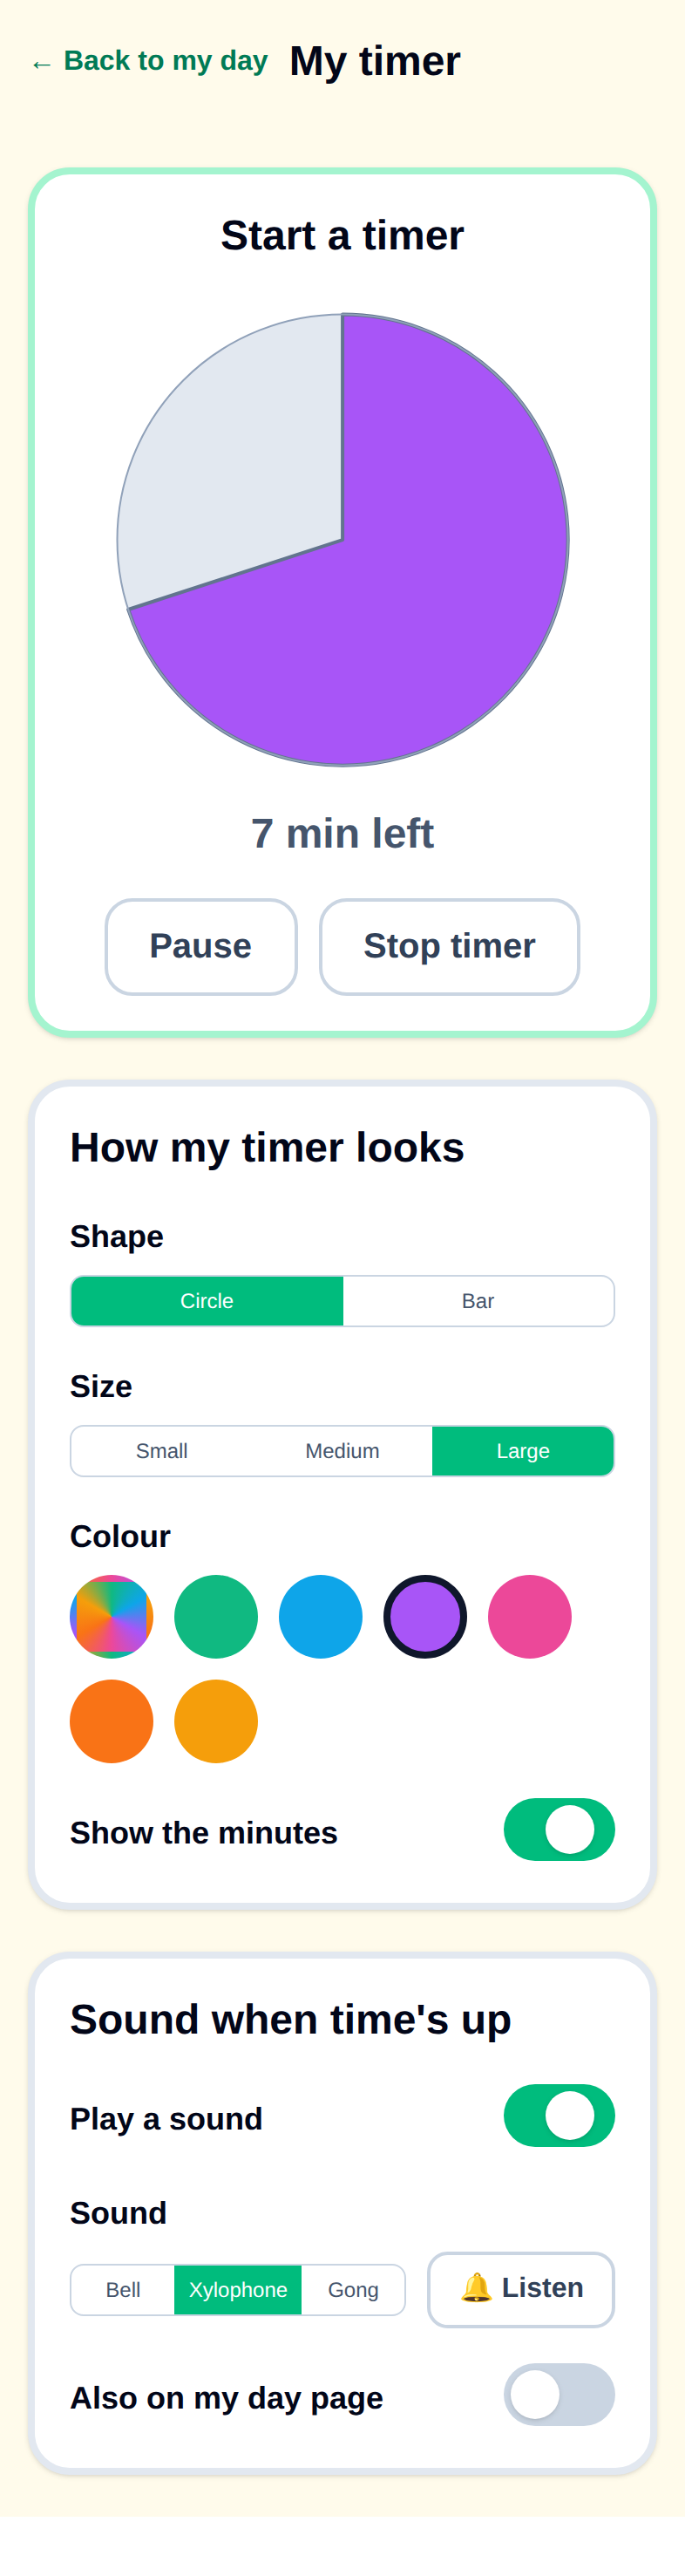 ← Back to my day My timer
Start a timer
7 min left
Pause Stop timer
How my timer looks
Shape
Circle Bar
Size
Small Medium Large
Colour
Show the minutes
Sound when time's up
Play a sound
Sound
Bell Xylophone Gong 🔔 Listen
Also on my day page